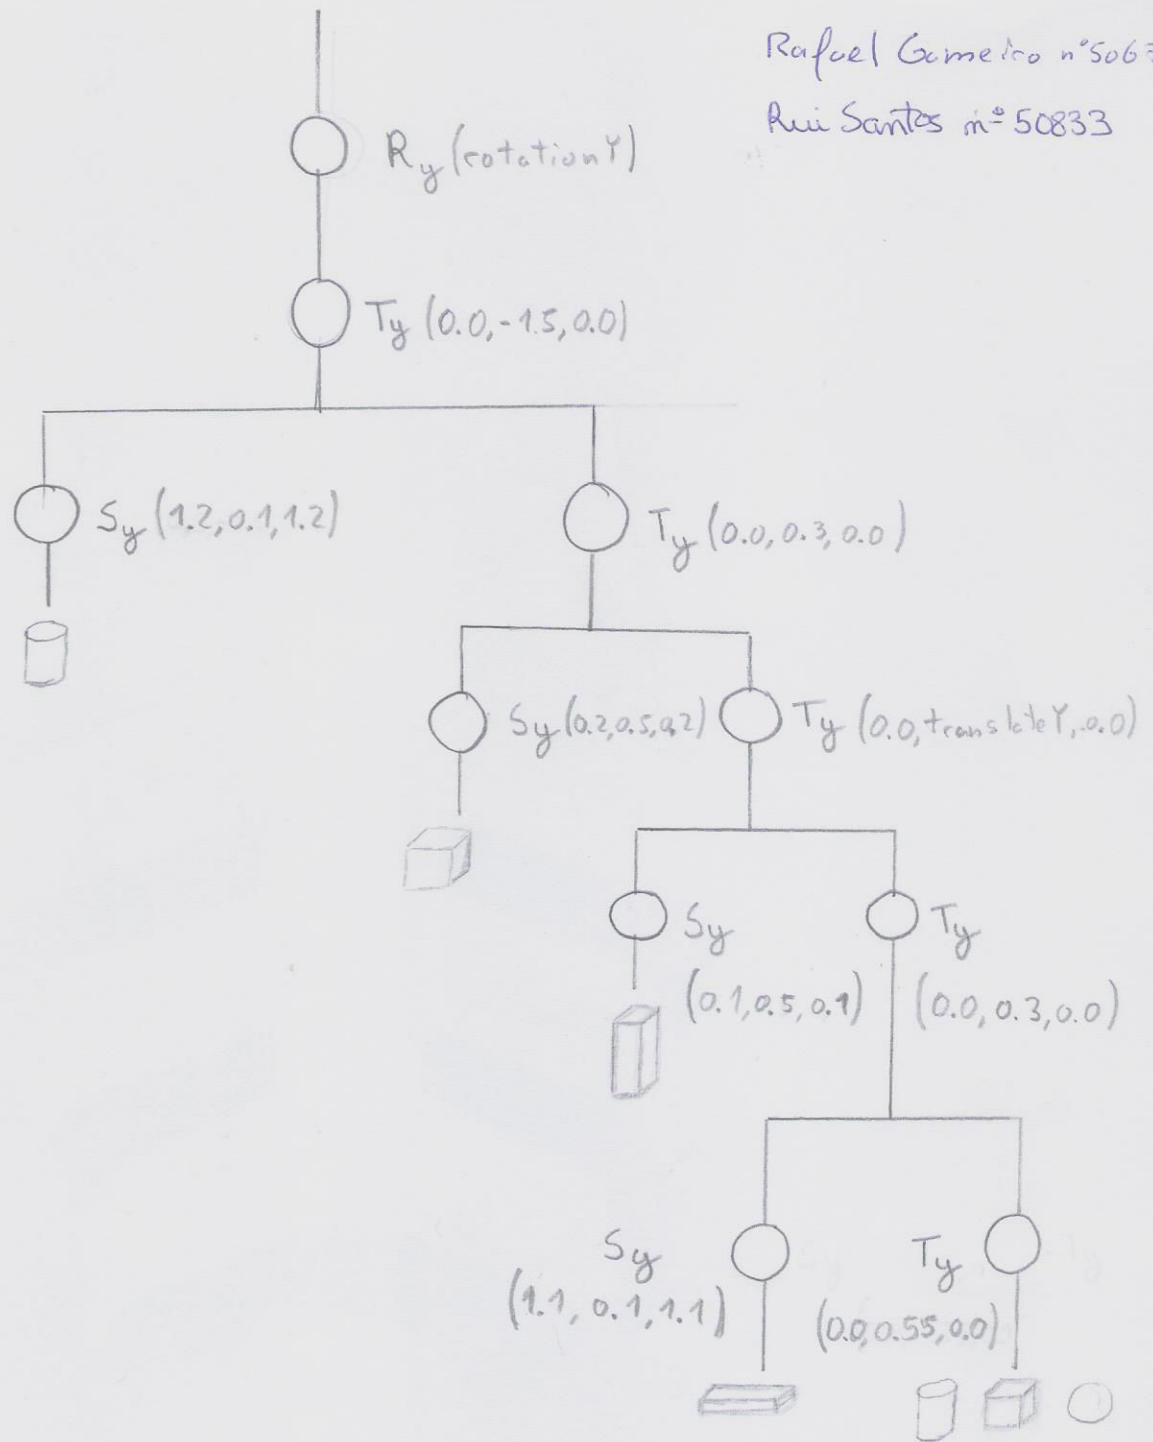 Rafael Gameiro nº 506
Rui Santos nº 50833
Ry (rotationY)
Ty (0.0, -1.5, 0.0)
Sy (1.2, 0.1, 1.2)
Ty (0.0, 0.3, 0.0)
Sy (0.2, 0.5, 0.2)
Ty (0.0, translateY, 0.0)
Sy
(0.1, 0.5, 0.1)
Ty
(0.0, 0.3, 0.0)
Sy
(1.1, 0.1, 1.1)
Ty
(0.0, 0.55, 0.0)